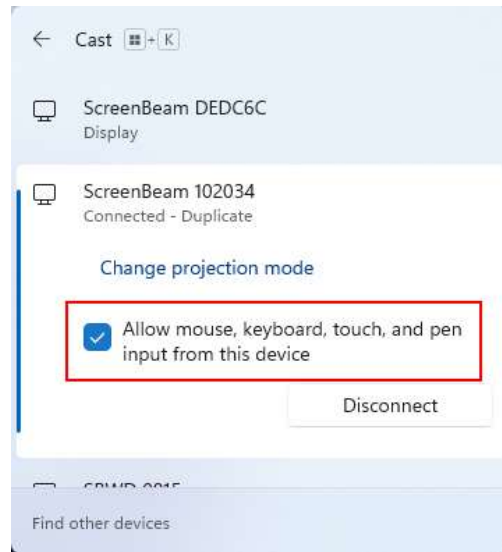 Cast + K
ScreenBeam DEDC6C
Display
ScreenBeam 102034
Connected - Duplicate
Change projection mode
Allow mouse, keyboard, touch, and pen
input from this device
Disconnect
Find other devices